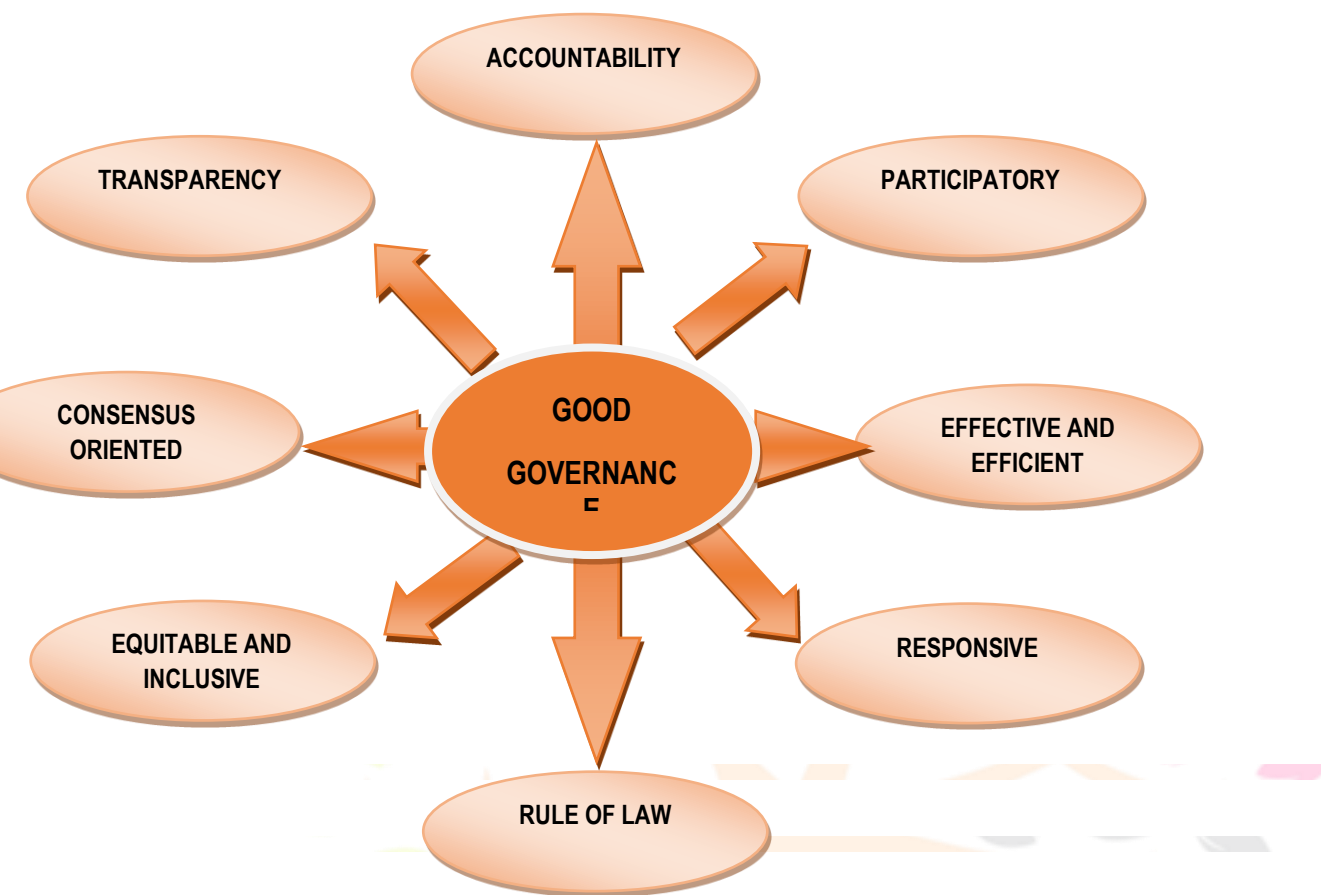 ACCOUNTABILITY
TRANSPARENCY
PARTICIPATORY
GOOD
GOVERNANC
E
CONSENSUS
ORIENTED
EFFECTIVE AND
EFFICIENT
EQUITABLE AND
INCLUSIVE
RESPONSIVE
RULE OF LAW